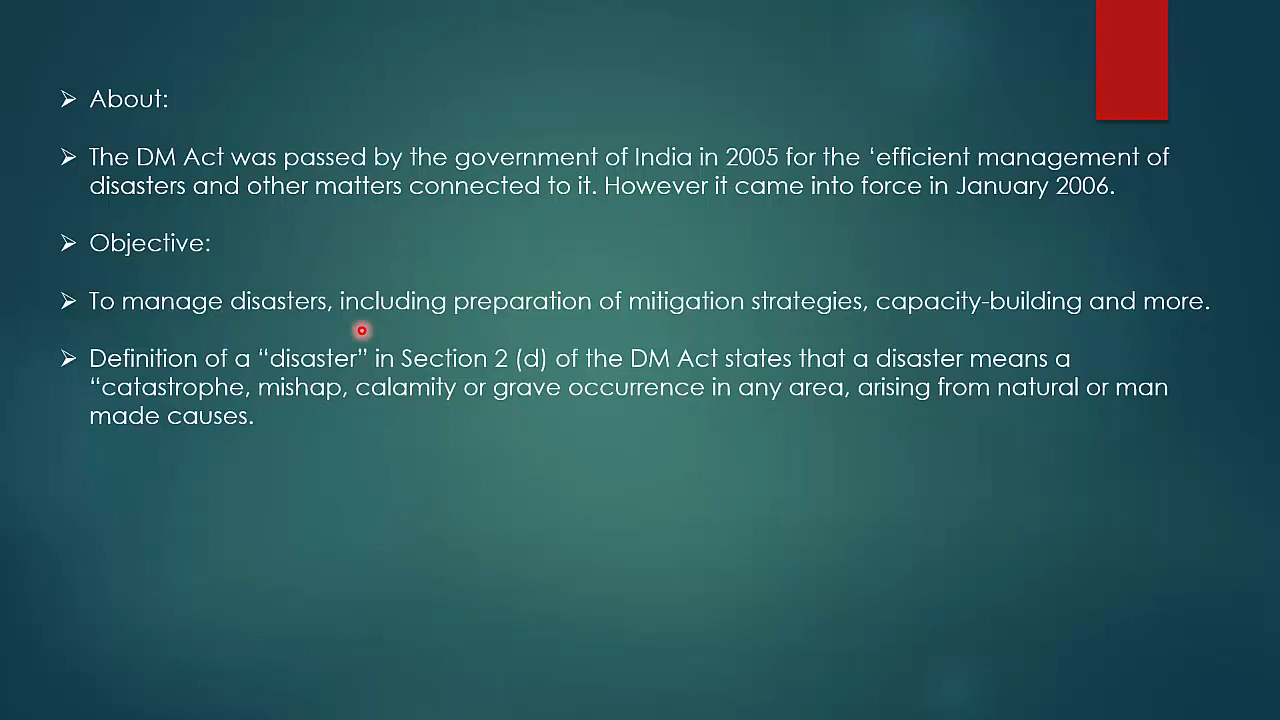 ➢ About:
➢ The DM Act was passed by the government of India in 2005 for the ‘efficient management of
disasters and other matters connected to it. However it came into force in January 2006.
➢ Objective:
➢ To manage disasters, including preparation of mitigation strategies, capacity-building and more.
➢ Definition of a “disaster” in Section 2 (d) of the DM Act states that a disaster means a
“catastrophe, mishap, calamity or grave occurrence in any area, arising from natural or man
made causes.